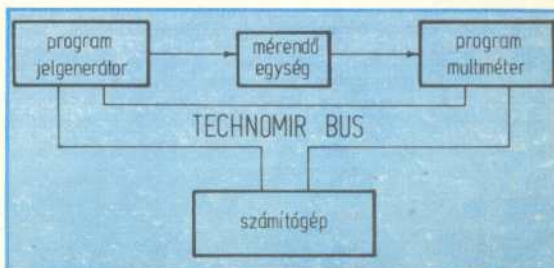 program
jelgenerátor
mérendő
egység
program
multiméter
TECHNOMIR BUS
számítógép